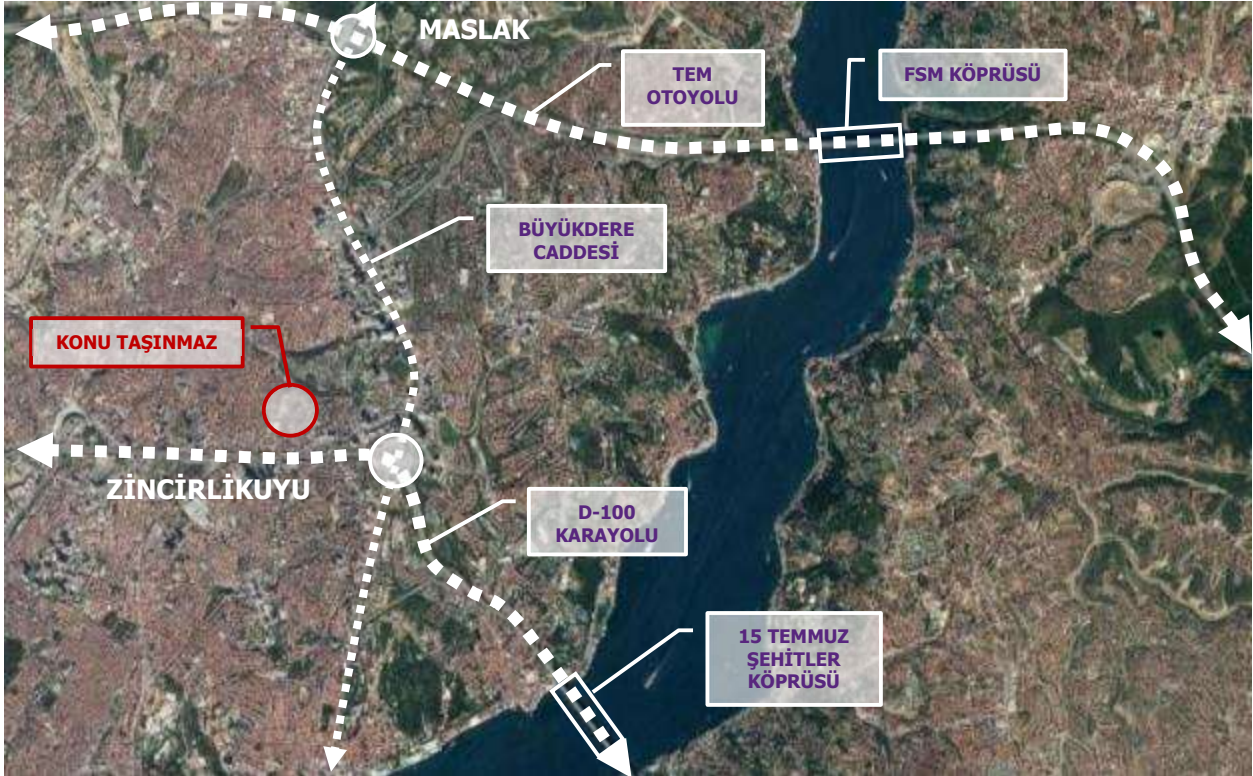 MASLAK
TEM
OTOYOLU
FSM KÖPRÜSÜ
BÜYÜKDERE
CADDESİ
KONU TAŞINMAZ
ZİNCİRLİKUYU
D-100
KARAYOLU
15 TEMMUZ
ŞEHİTLER
KÖPRÜSÜ